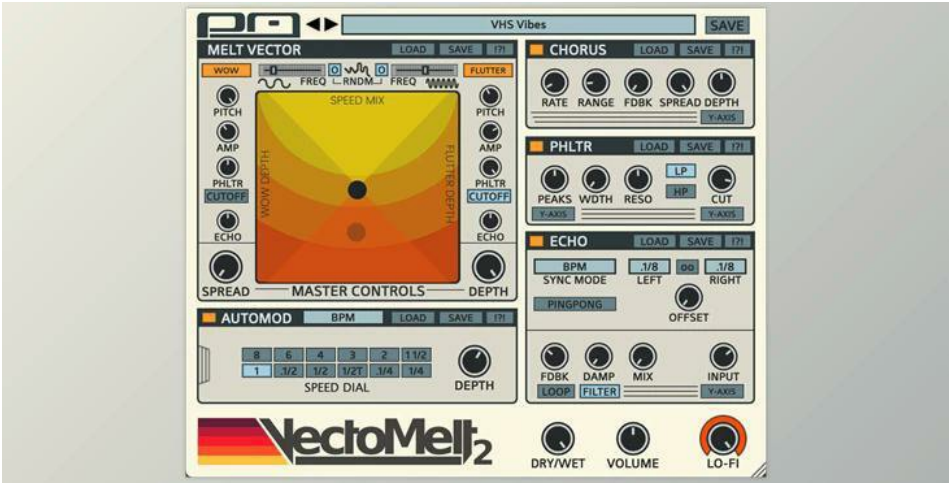 PA
VHS Vibes
SAVE
MELT VECTOR
LOAD SAVE !?!
WOW
FREQ
O RNDM O
FREQ
FLUTTER
PITCH
AMP
PHLTR
CUTOFF
ECHO
SPREAD
SPEED MIX
WOW DEPTH
FLUTTER DEPTH
MASTER CONTROLS
PITCH
AMP
PHLTR
CUTOFF
ECHO
DEPTH
AUTOMOD BPM LOAD SAVE !?!
8 6 4 3 2 1 1/2
1 .1/2 1/2 1/2T .1/4 1/4
SPEED DIAL
DEPTH
CHORUS LOAD SAVE !?!
RATE RANGE FDBK SPREAD DEPTH
Y-AXIS
PHLTR LOAD SAVE !?!
LP
HP
PEAKS WDTH RESO CUT
Y-AXIS Y-AXIS
ECHO LOAD SAVE !?!
BPM .1/8 .1/8
SYNC MODE LEFT RIGHT
PINGPONG
OFFSET
FDBK DAMP MIX INPUT
LOOP FILTER Y-AXIS
VectoMelt2
DRY/WET VOLUME LO-FI